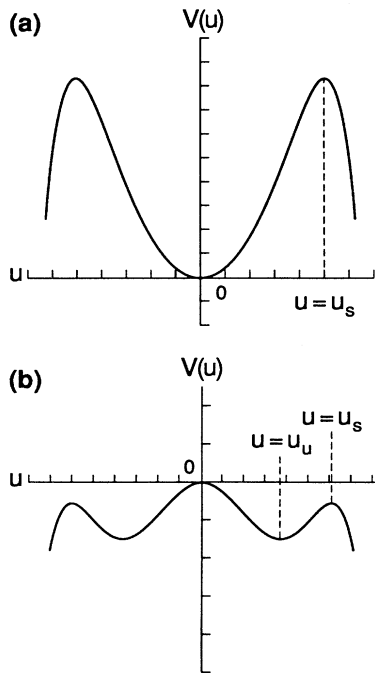 (a)
V(u)
u
0
u = u_s
(b)
V(u)
u = u_s
u = u_u
0
u